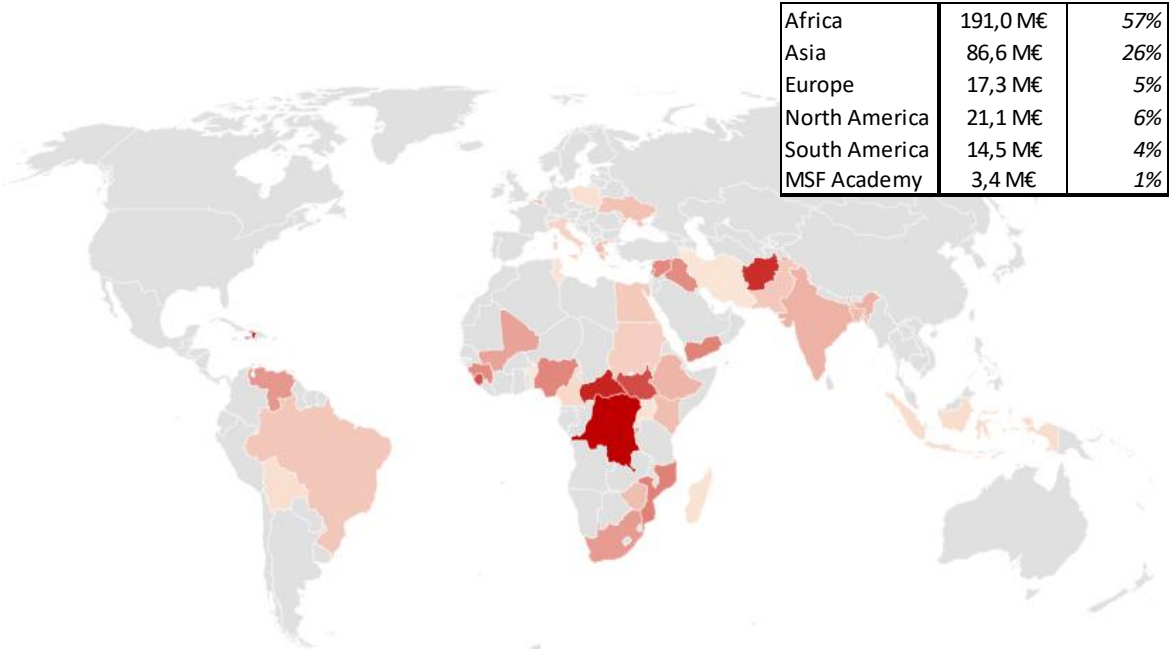 Africa 191,0 M€ 57%
Asia 86,6 M€ 26%
Europe 17,3 M€ 5%
North America 21,1 M€ 6%
South America 14,5 M€ 4%
MSF Academy 3,4 M€ 1%